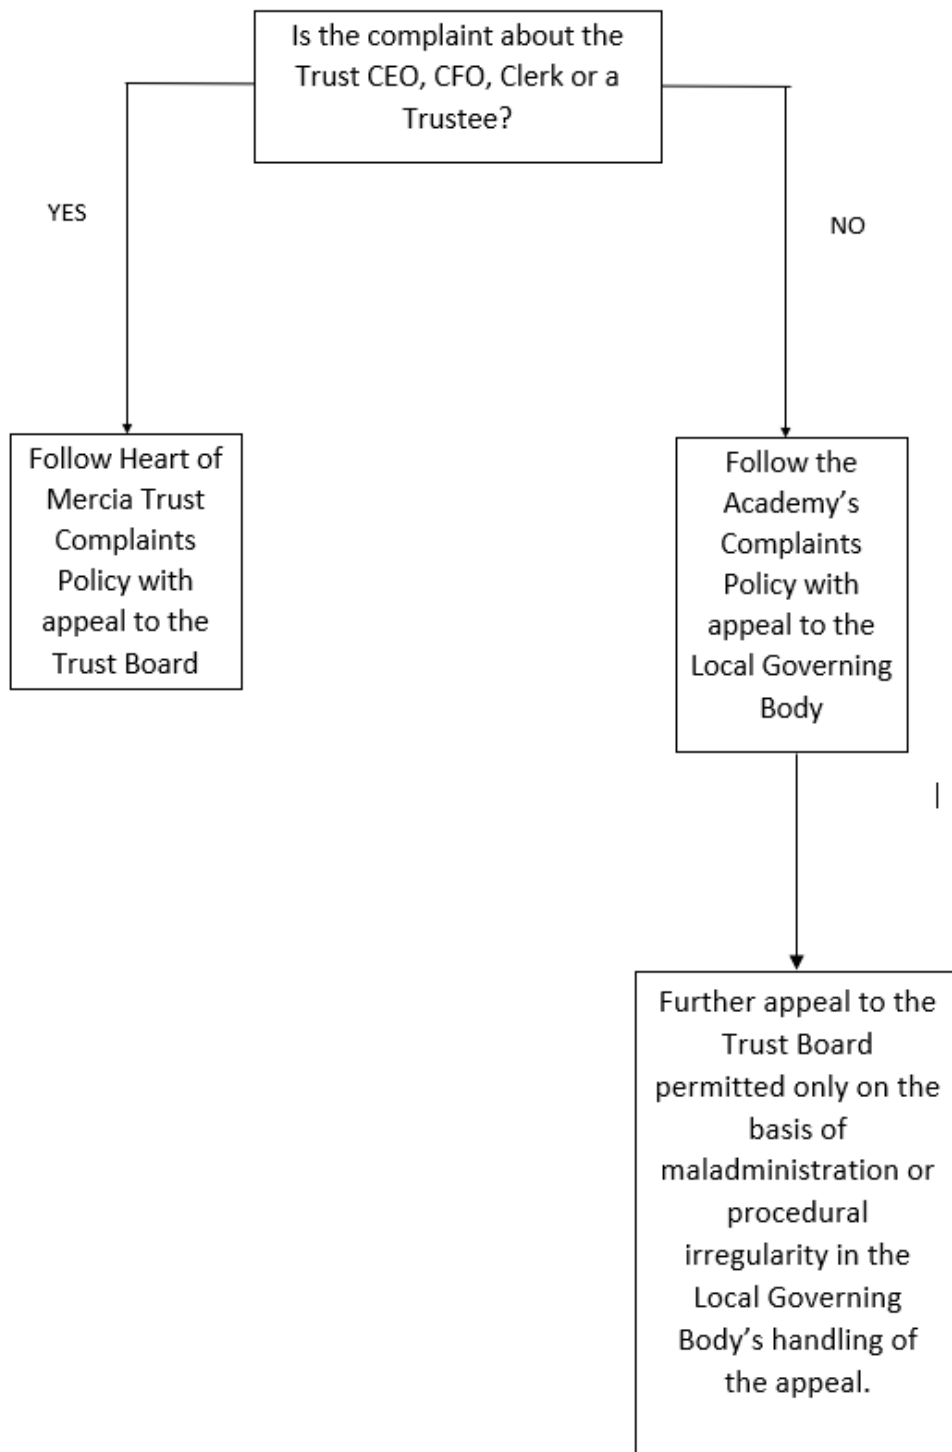 Is the complaint about the
Trust CEO, CFO, Clerk or a
Trustee?
YES
NO
Follow Heart of
Mercia Trust
Complaints
Policy with
appeal to the
Trust Board
Follow the
Academy’s
Complaints
Policy with
appeal to the
Local Governing
Body
Further appeal to the
Trust Board
permitted only on the
basis of
maladministration or
procedural
irregularity in the
Local Governing
Body’s handling of
the appeal.